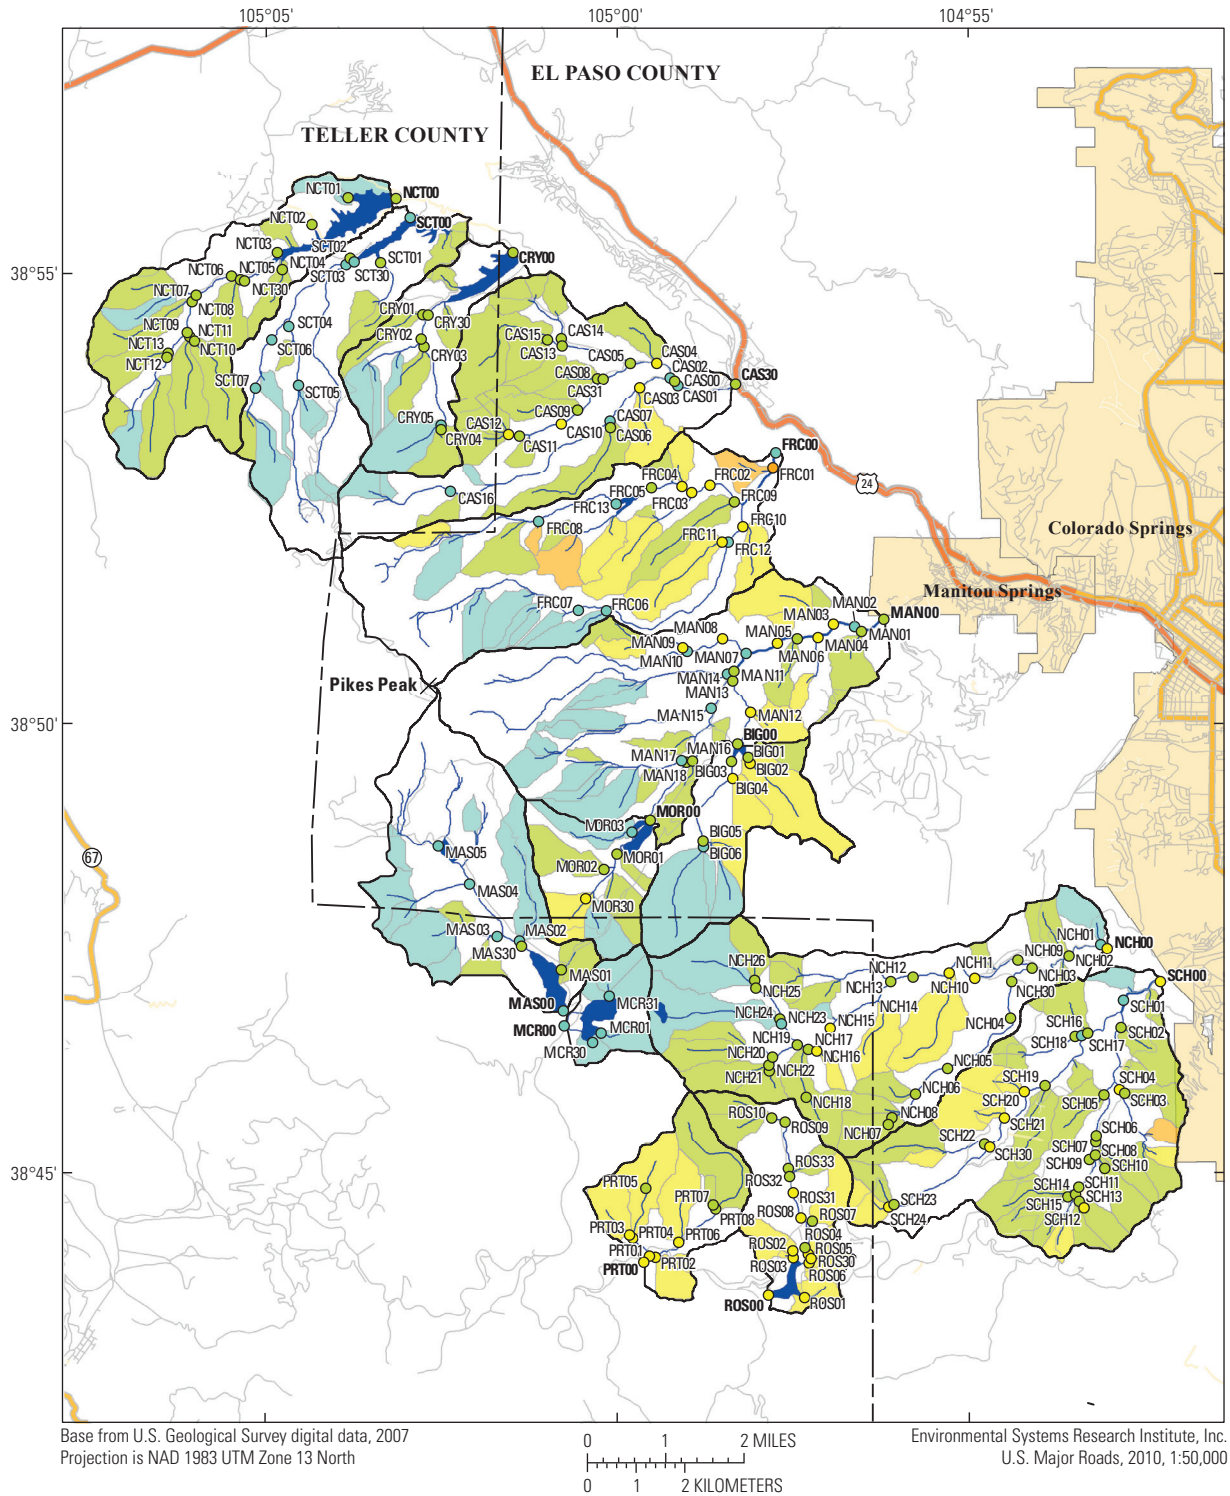 105°05'
105°00'
104°55'
EL PASO COUNTY
TELLER COUNTY
NCT01
NCT00
NCT02
SCT00
NCT03
SCT02
SCT01
CRY00
38°55'
NCT06
NCT05
NCT04
SCT03
SCT30
NCT30
NCT07
NCT08
CRY01
CRY30
NCT09
NCT11
SCT04
CRY02
CAS15
CAS14
NCT13
NCT10
SCT06
CRY03
CAS13
CAS05
CAS04
NCT12
CAS02
SCT07
SCT05
CAS08
CAS00
CAS30
CAS31
CAS03
CAS01
CRY05
CAS12
CAS09
CAS07
CRY04
CAS11
CAS10
CAS06
FRC00
FRC04
FRC02
FRC01
24
CAS16
FRC05
FRC03
FRC13
FRC09
FRC08
FRC10
Colorado Springs
FRC11
FRC12
Manitou Springs
FRC07
FRC06
MAN02
MAN00
MAN08
MAN03
MAN09
MAN05
MAN01
MAN10
MAN07
MAN06
MAN04
Pikes Peak
MAN14
MAN11
MAN13
38°50'
MAN15
MAN12
BIG00
MAN17
MAN16
BIG01
MAN18
BIG03
BIG02
BIG04
MOR00
MOR03
BIG05
67
MAS05
MOR01
BIG06
MOR02
MAS04
MOR30
MAS03
MAS02
NCH01
NCH00
MAS30
NCH26
NCH09
NCH02
MAS01
NCH12
NCH11
NCH03
NCH25
NCH13
NCH10
NCH30
SCH00
MAS00
MCR31
NCH14
SCH01
MCR00
MCR01
NCH24
NCH23
NCH15
NCH04
SCH16
SCH02
MCR30
NCH19
NCH17
SCH18
SCH17
NCH20
NCH16
NCH05
NCH21
NCH22
SCH19
SCH04
NCH06
SCH20
SCH05
SCH03
NCH18
ROS10
NCH08
SCH21
ROS09
NCH07
SCH22
SCH06
SCH07
SCH08
38°45'
ROS33
SCH30
SCH09
SCH10
ROS32
PRT05
SCH14
SCH11
PRT07
ROS31
SCH23
SCH15
SCH13
PRT08
ROS08
ROS07
SCH24
SCH12
PRT03
PRT04
PRT06
ROS04
ROS02
ROS05
PRT01
ROS03
ROS30
PRT00
PRT02
ROS06
ROS00
ROS01
Base from U.S. Geological Survey digital data, 2007
Projection is NAD 1983 UTM Zone 13 North
0 1 2 MILES
0 1 2 KILOMETERS
Environmental Systems Research Institute, Inc.
U.S. Major Roads, 2010, 1:50,000